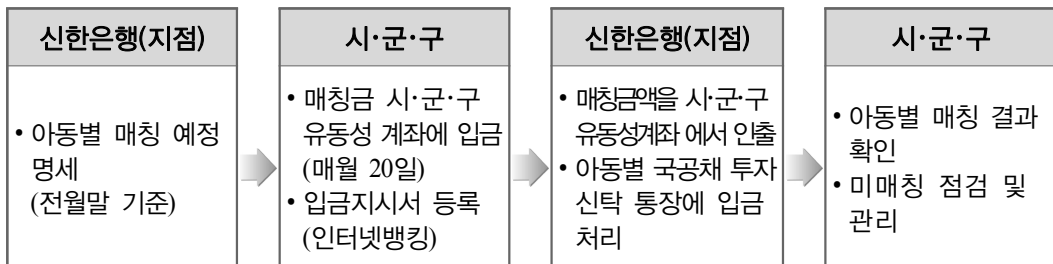 신한은행(지점)
• 아동별 매칭 예정
명세
(전월말 기준)
시·군·구
• 매칭금 시·군·구
유동성 계좌에 입금
(매월 20일)
• 입금지시서 등록
(인터넷뱅킹)
신한은행(지점)
• 매칭금액을 시·군·구
유동성계좌 에서 인출
• 아동별 국공채 투자
신탁 통장에 입금
처리
시·군·구
• 아동별 매칭 결과
확인
• 미매칭 점검 및
관리